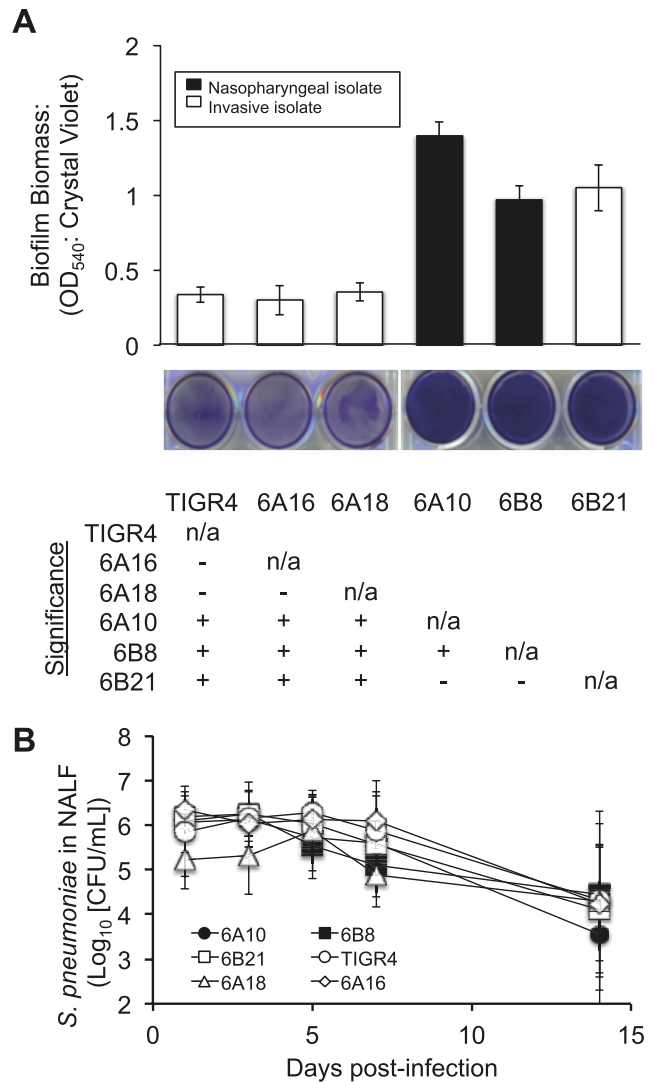 A
Biofilm Biomass:
(OD540: Crystal Violet)
2
1.5
1
0.5
0
Nasopharyngeal isolate
Invasive isolate
TIGR4 6A16 6A18 6A10 6B8 6B21
Significance
TIGR4 n/a
6A16 - n/a
6A18 - - n/a
6A10 + + + n/a
6B8 + + + + n/a
6B21 + + + - - n/a
B
S. pneumoniae in NALF
(Log10 [CFU/mL])
8
7
6
5
4
3
2
6A10 6B8
6B21 TIGR4
6A18 6A16
0 5 10 15
Days post-infection